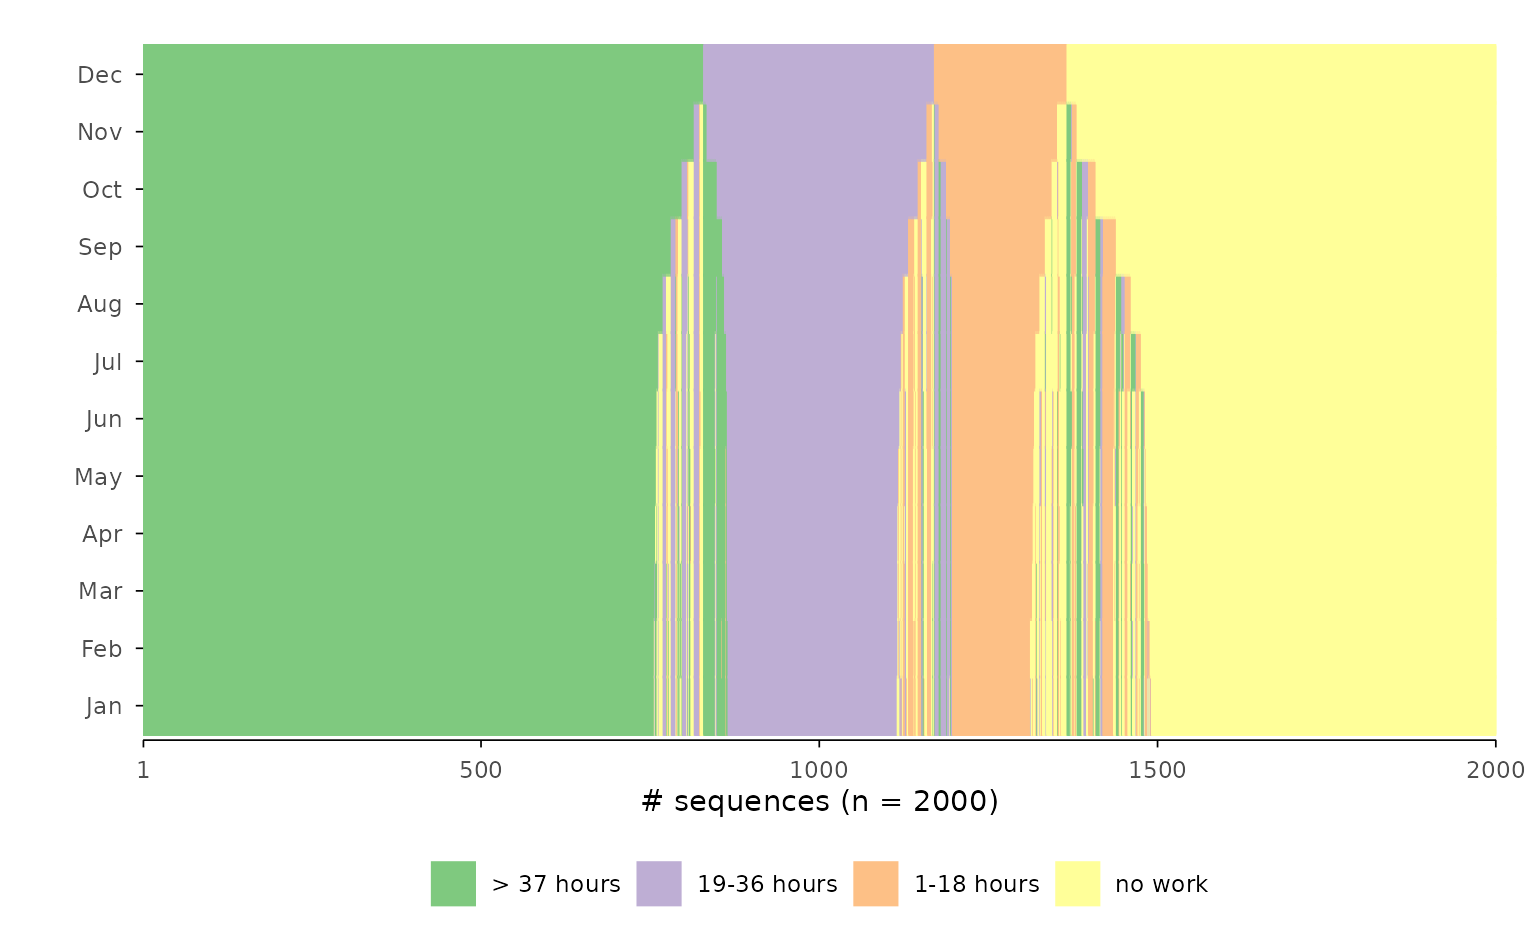 Dec
Nov
Oct
Sep
Aug
Jul
Jun
May
Apr
Mar
Feb
Jan
1 500 1000 1500 2000
# sequences (n = 2000)
> 37 hours 19-36 hours 1-18 hours no work